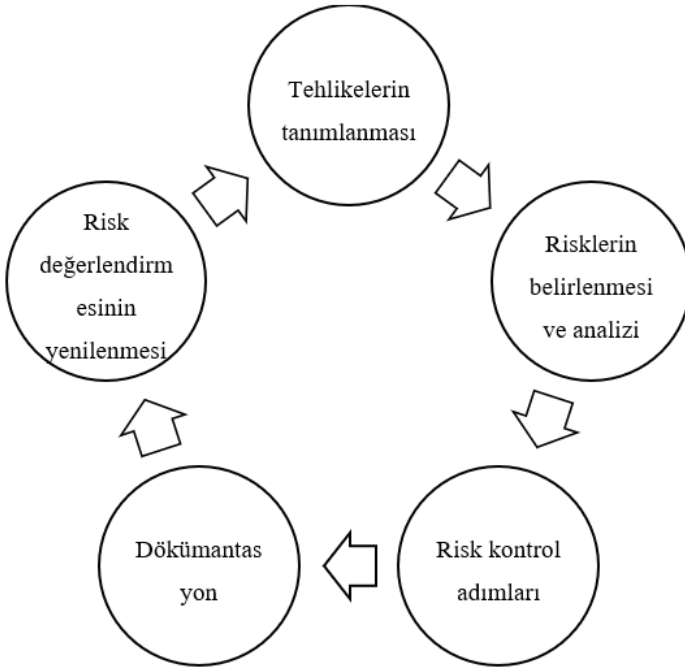 Tehlikelerin
tanımlanması
Risklerin
belirlenmesi
ve analizi
Risk kontrol
adımları
Dökümantas
yon
Risk
değerlendirm
esinin
yenilenmesi